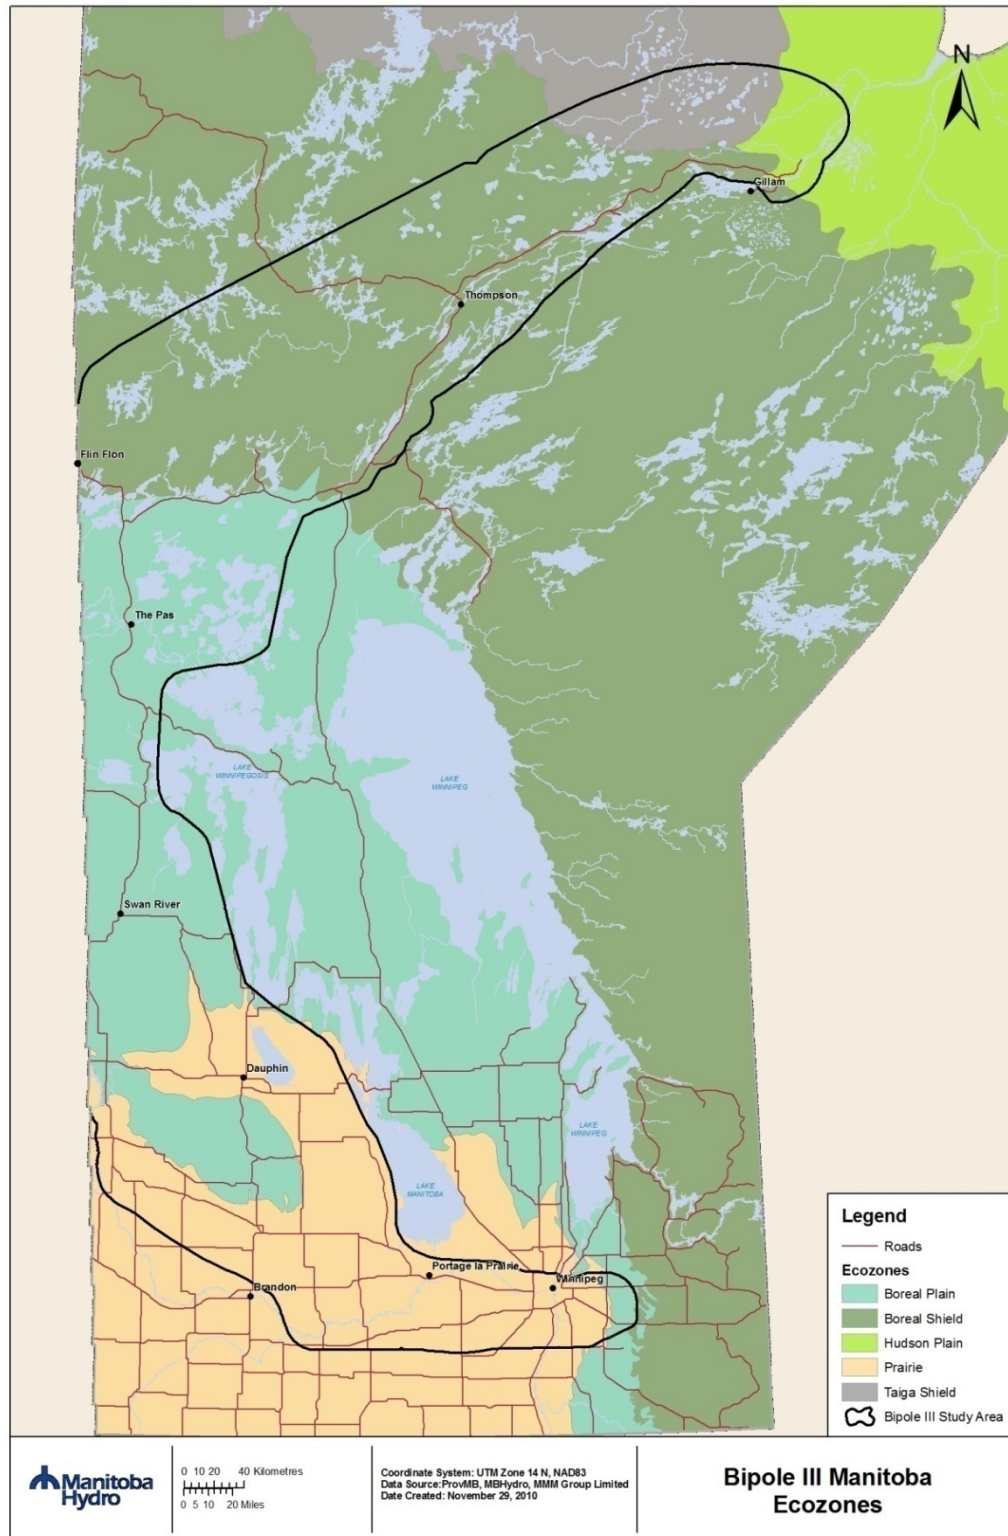 N
Gillam
Thompson
Flin Flon
The Pas
LAKE
WINNIPEGOSIS
LAKE
WINNIPEG
Swan River
Dauphin
LAKE
WINNIPEG
LAKE
MANITOBA
Portage la Prairie
Winnipeg
Brandon
Legend
Roads
Ecozones
Boreal Plain
Boreal Shield
Hudson Plain
Prairie
Taiga Shield
Bipole III Study Area
Manitoba
Hydro
0 10 20 40 Kilometres
0 5 10 20 Miles
Coordinate System: UTM Zone 14 N, NAD83
Data Source:ProvMB, MBHydro, MMM Group Limited
Date Created: November 29, 2010
Bipole III Manitoba
Ecozones